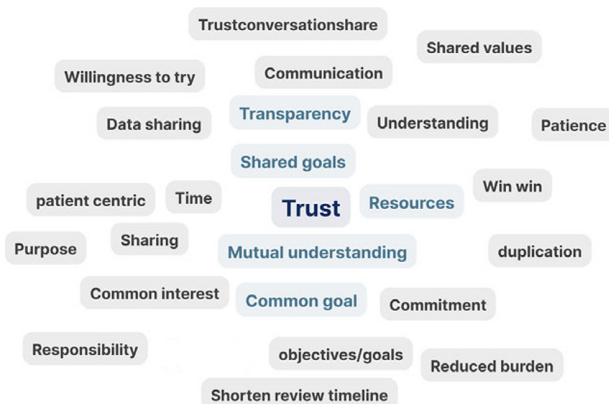 Trustconversationshare
Shared values
Willingness to try
Communication
Transparency
Data sharing
Understanding
Patience
Shared goals
patient centric
Time
Trust
Resources
Win win
Purpose
Sharing
Mutual understanding
duplication
Common interest
Common goal
Commitment
Responsibility
objectives/goals
Reduced burden
Shorten review timeline